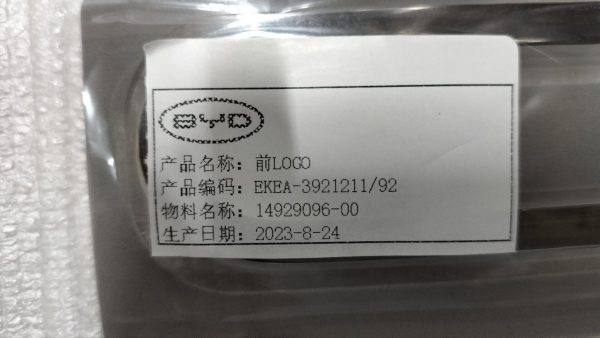 BYD
产品名称: 前LOGO
产品编码: EKEA-3921211/92
物料名称: 14929096-00
生产日期: 2023-8-24